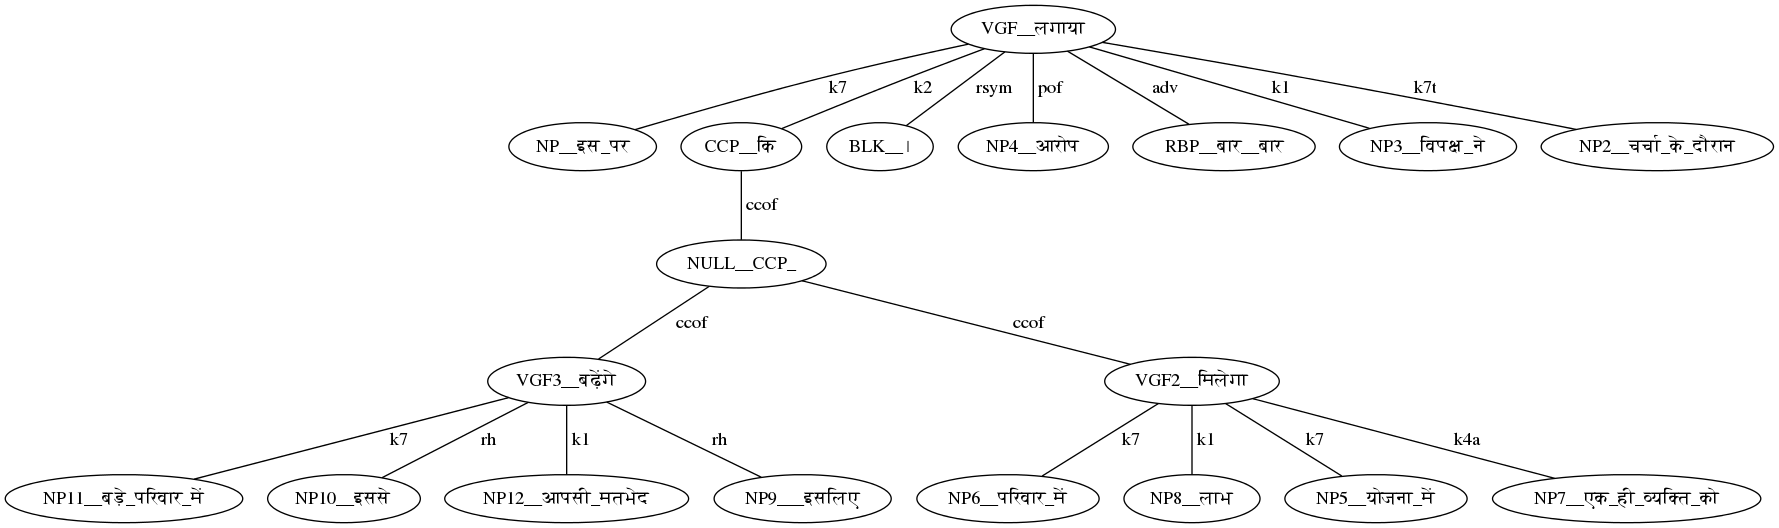 VGF__लगाया
k7 k2 rsym pof adv k1 k7t
NP__इस_पर CCP__कि BLK__। NP4__आरोप RBP__बार__बार NP3__विपक्ष_ने NP2__चर्चा_के_दौरान
ccof
NULL__CCP_
ccof ccof
VGF3__बढ़ेंगे VGF2__मिलेगा
k7 rh k1 rh k7 k1 k7 k4a
NP11__बड़े_परिवार_में NP10__इससे NP12__आपसी_मतभेद NP9___इसलिए NP6__परिवार_में NP8__लाभ NP5__योजना_में NP7__एक_ही_व्यक्ति_को